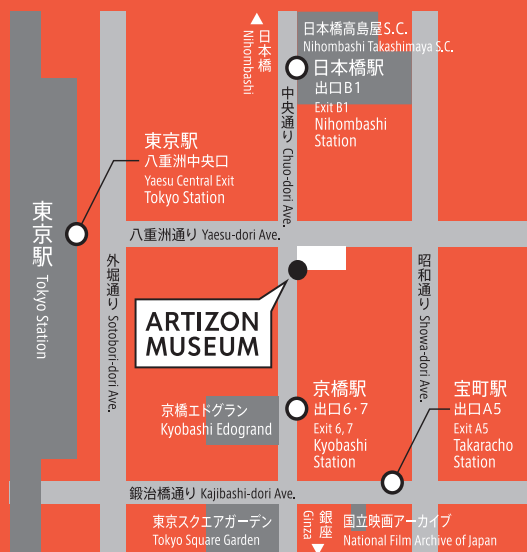 日本橋
Nihombashi
日本橋高島屋S.C.
Nihombashi Takashimaya S.C.
日本橋駅
出口B1
Exit B1
Nihombashi
Station
中央通り Chuo-dori Ave.
東京駅
八重洲中央口
Yaesu Central Exit
Tokyo Station
東京駅 Tokyo Station
八重洲通り Yaesu-dori Ave.
外堀通り Sotobori-dori Ave.
昭和通り Showa-dori Ave.
ARTIZON
MUSEUM
京橋エドグラン
Kyobashi Edogrand
京橋駅
出口6・7
Exit 6, 7
Kyobashi
Station
宝町駅
出口A5
Exit A5
Takaracho
Station
鍛治橋通り Kajibashi-dori Ave.
東京スクエアガーデン
Tokyo Square Garden
銀座
Ginza
国立映画アーカイブ
National Film Archive of Japan